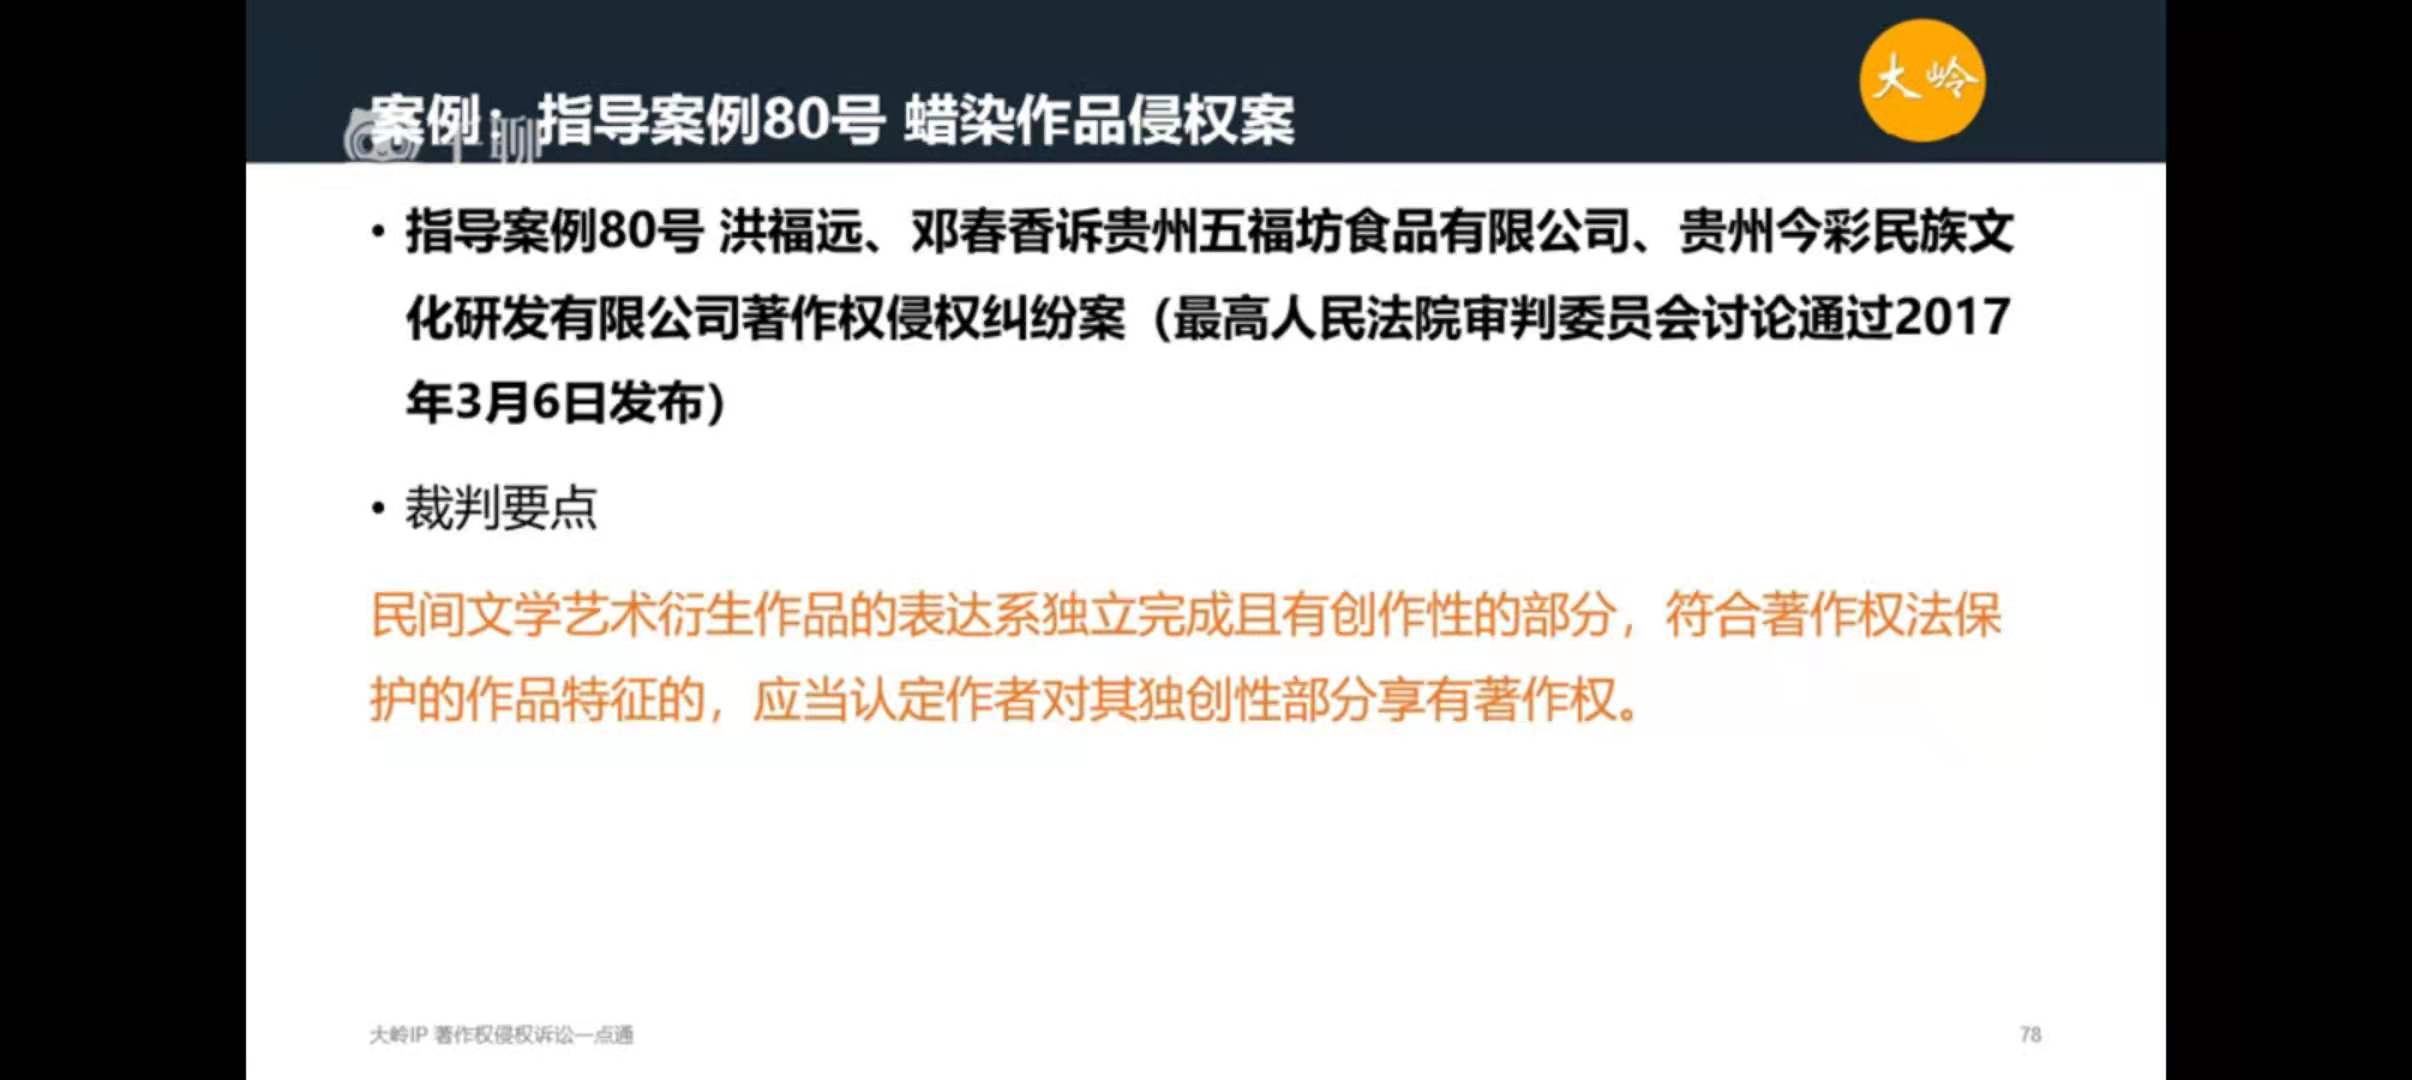 大岭
案例：指导案例80号 蜡染作品侵权案
千聊
• 指导案例80号 洪福远、邓春香诉贵州五福坊食品有限公司、贵州今彩民族文
化研发有限公司著作权侵权纠纷案（最高人民法院审判委员会讨论通过2017
年3月6日发布）
• 裁判要点
民间文学艺术衍生作品的表达系独立完成且有创作性的部分，符合著作权法保
护的作品特征的，应当认定作者对其独创性部分享有著作权。
大岭IP 著作权侵权诉讼一点通
78